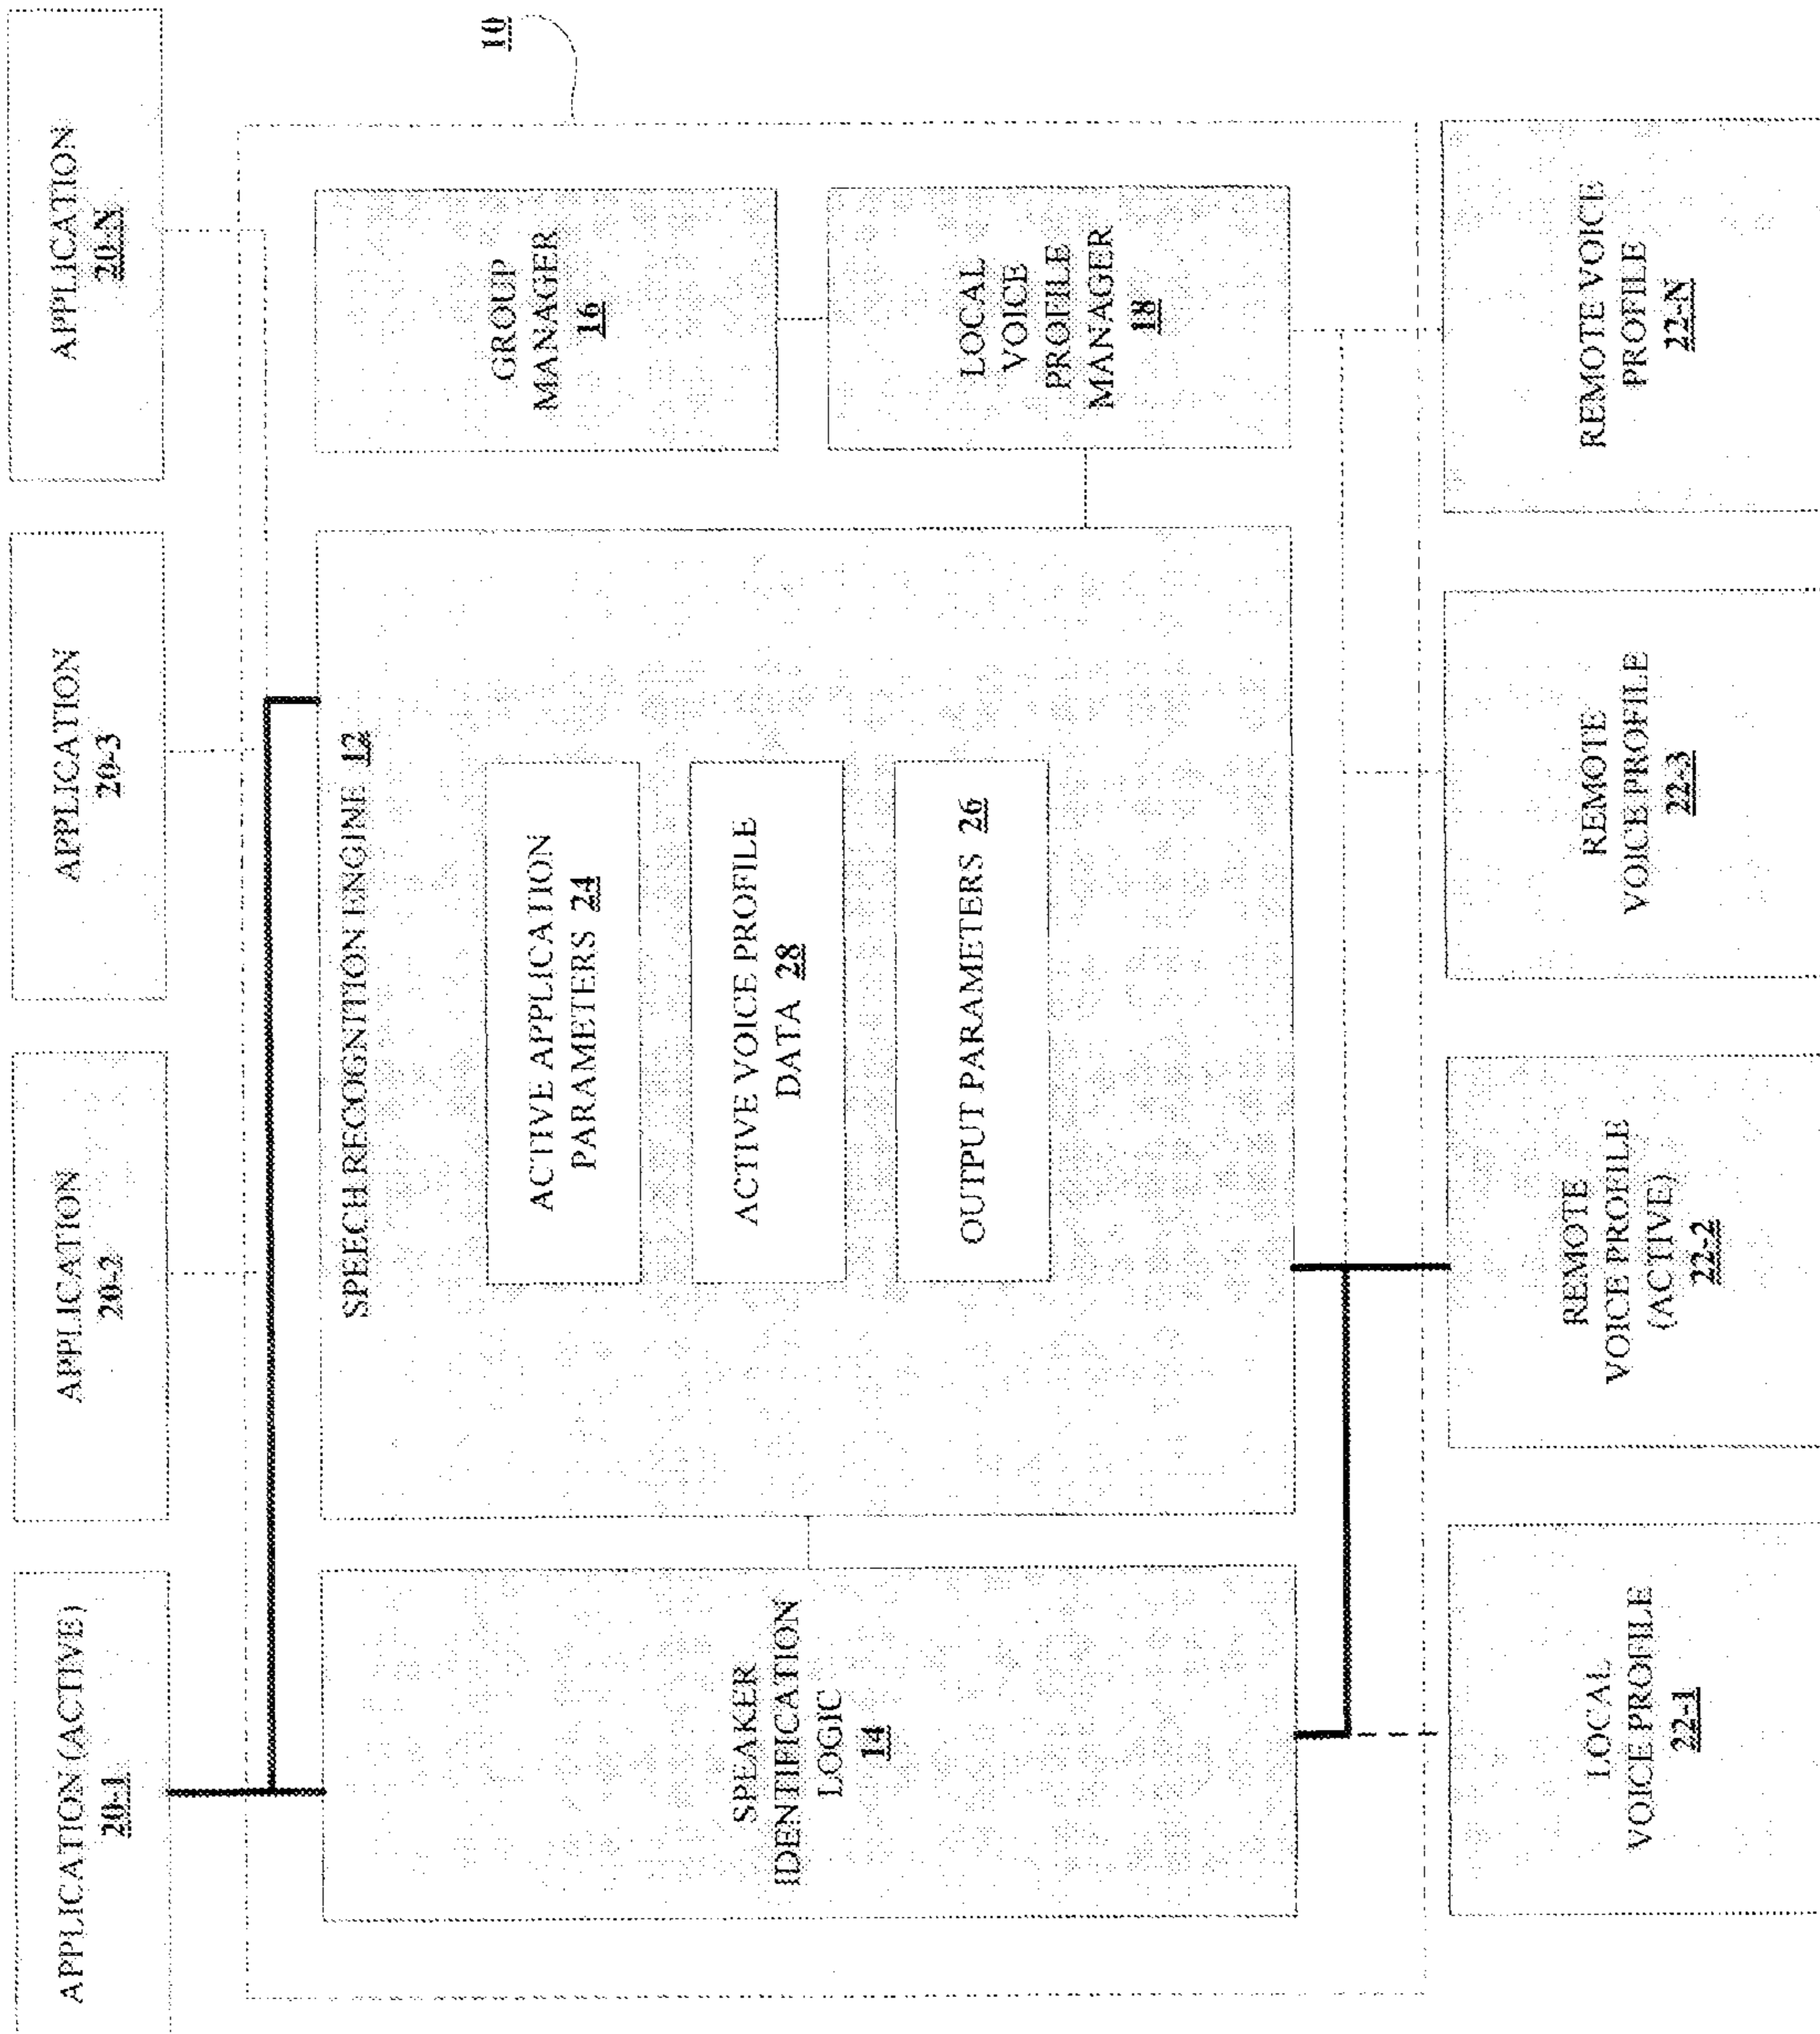 APPLICATION (ACTIVE)
20-1
APPLICATION
20-2
APPLICATION
20-3
APPLICATION
20-N
10
SPEAKER
IDENTIFICATION
LOGIC
14
SPEECH RECOGNITION ENGINE 12
ACTIVE APPLICATION
PARAMETERS 24
ACTIVE VOICE PROFILE
DATA 28
OUTPUT PARAMETERS 26
GROUP
MANAGER
16
LOCAL
VOICE
PROFILE
MANAGER
18
LOCAL
VOICE PROFILE
22-1
REMOTE
VOICE PROFILE
(ACTIVE)
22-2
REMOTE
VOICE PROFILE
22-3
REMOTE VOICE
PROFILE
22-N